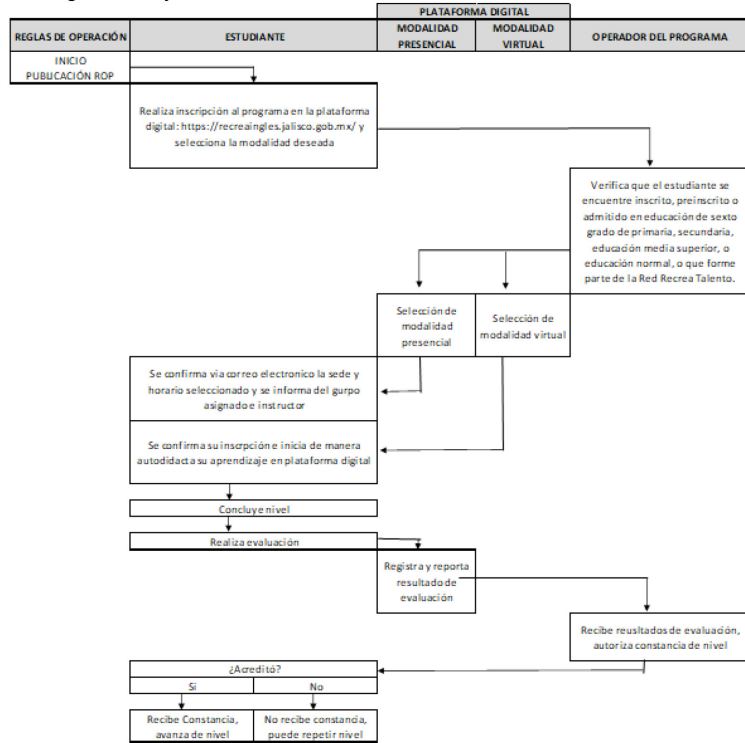 PLATAFORMA DIGITAL
REGLAS DE OPERACIÓN
ESTUDIANTE
MODALIDAD
PRESENCIAL
MODALIDAD
VIRTUAL
OPERADOR DEL PROGRAMA
INICIO
PUBLICACIÓN ROP
Realiza inscripción al programa en la plataforma
digital: https://recreaingles.jalisco.gob.mx/ y
selecciona la modalidad deseada
Verifica que el estudiante se
encuentre inscrito, preinscrito o
admitido en educación de sexto
grado de primaria, secundaria,
educación media superior, o
educación normal, o que forme
parte de la Red Recrea Talento.
Selección de
modalidad
presencial
Selección de
modalidad virtual
Se confirma via correo electronico la sede y
horario seleccionado y se informa del gurpo
asignado e instructor
Se confirma su inscrpción e inicia de manera
autodidacta su aprendizaje en plataforma digital
Concluye nivel
Realiza evaluación
Registra y reporta
resultado de
evaluación
Recibe reusltados de evaluación,
autoriza constancia de nivel
¿Acreditó?
Sí
No
Recibe Constancia,
avanza de nivel
No recibe constancia,
puede repetir nivel